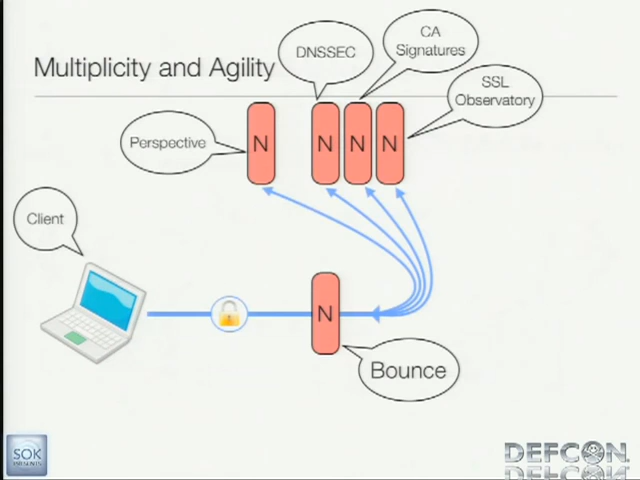 Multiplicity and Agility
DNSSEC
CA
Signatures
SSL
Observatory
Perspective
N
N
N
N
Client
N
Bounce
SOK
DEFCON